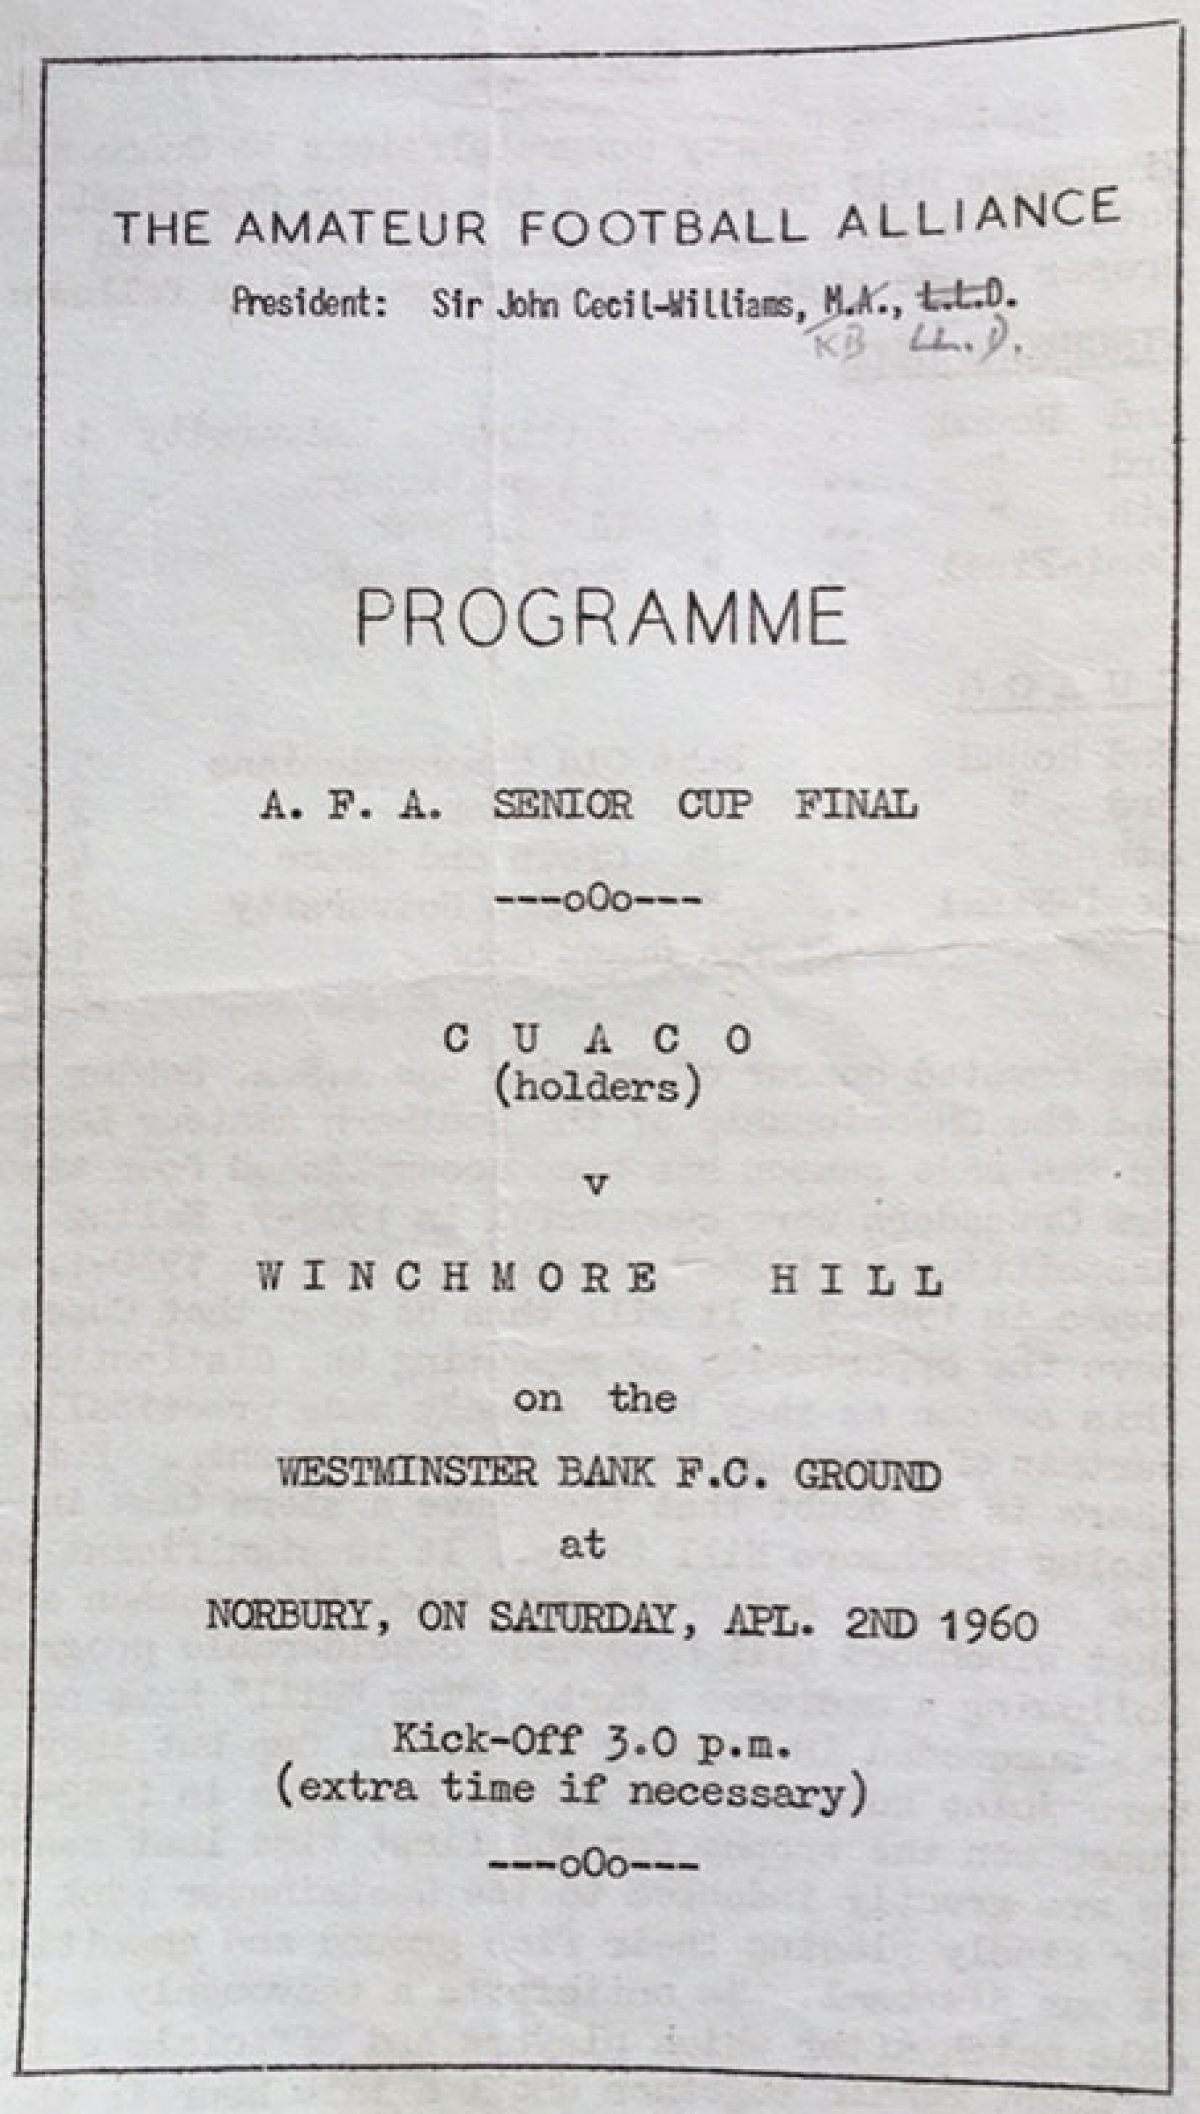 THE AMATEUR FOOTBALL ALLIANCE
President: Sir John Cecil-Williams, M.A., L.L.D.
KB LL.D.
PROGRAMME
A. F. A. SENIOR CUP FINAL
---oOo---
C U A C O
(holders)
v
W I N C H M O R E H I L L
on the
WESTMINSTER BANK F.C. GROUND
at
NORBURY, ON SATURDAY, APL. 2ND 1960
Kick-Off 3.0 p.m.
(extra time if necessary)
---oOo---